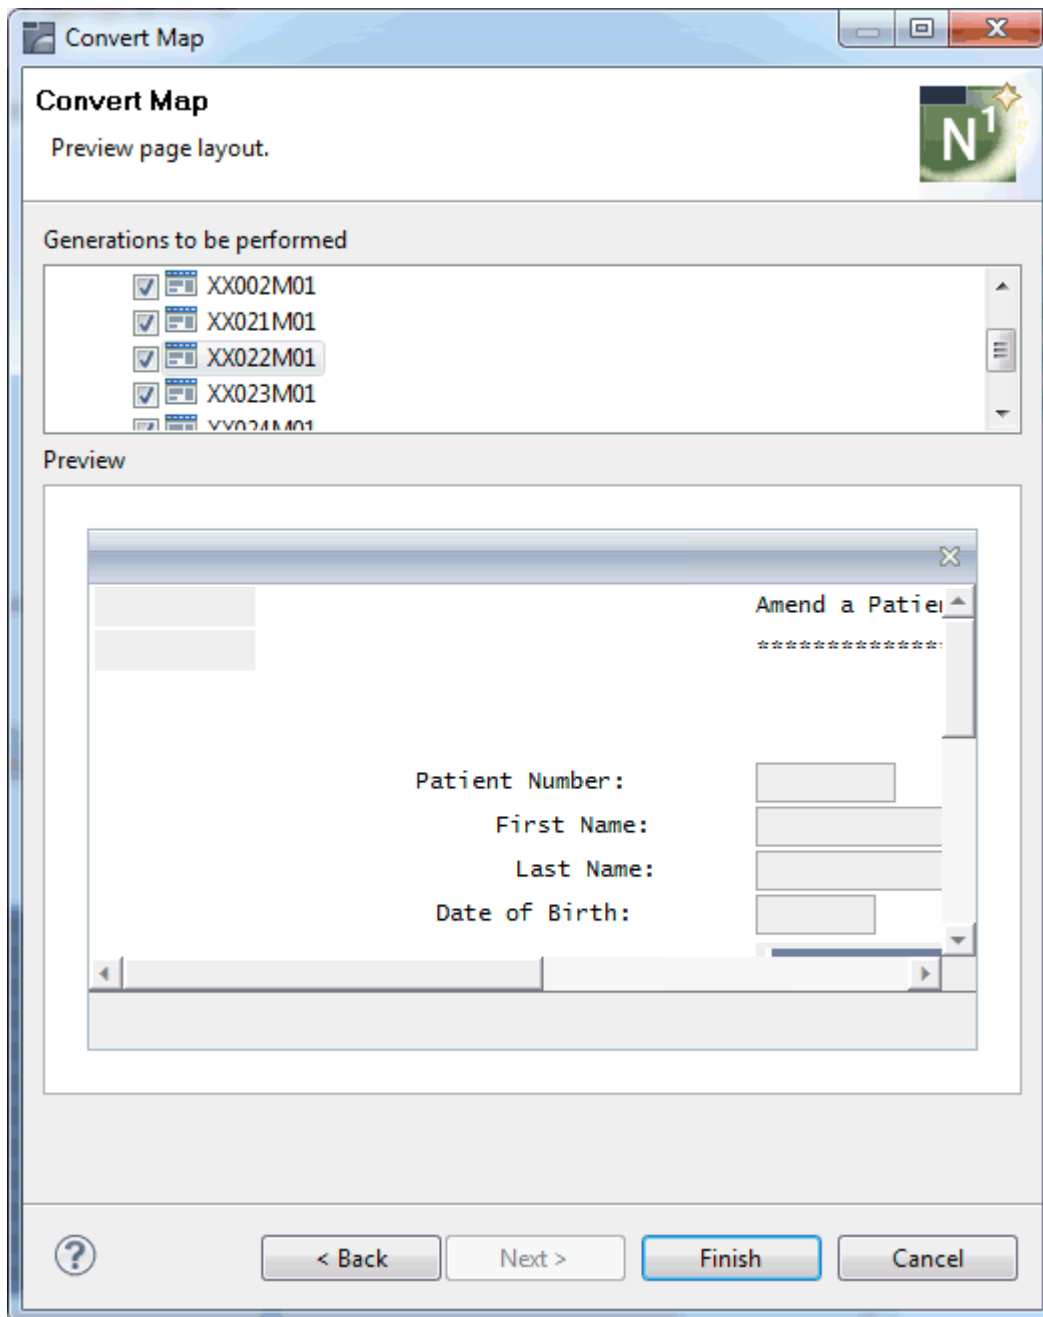 Convert Map
Convert Map
Preview page layout.
N1
Generations to be performed
XX002M01
XX021M01
XX022M01
XX023M01
XX024M01
Preview
Amend a Patie
**************
Patient Number:
First Name:
Last Name:
Date of Birth:
? < Back Next > Finish Cancel